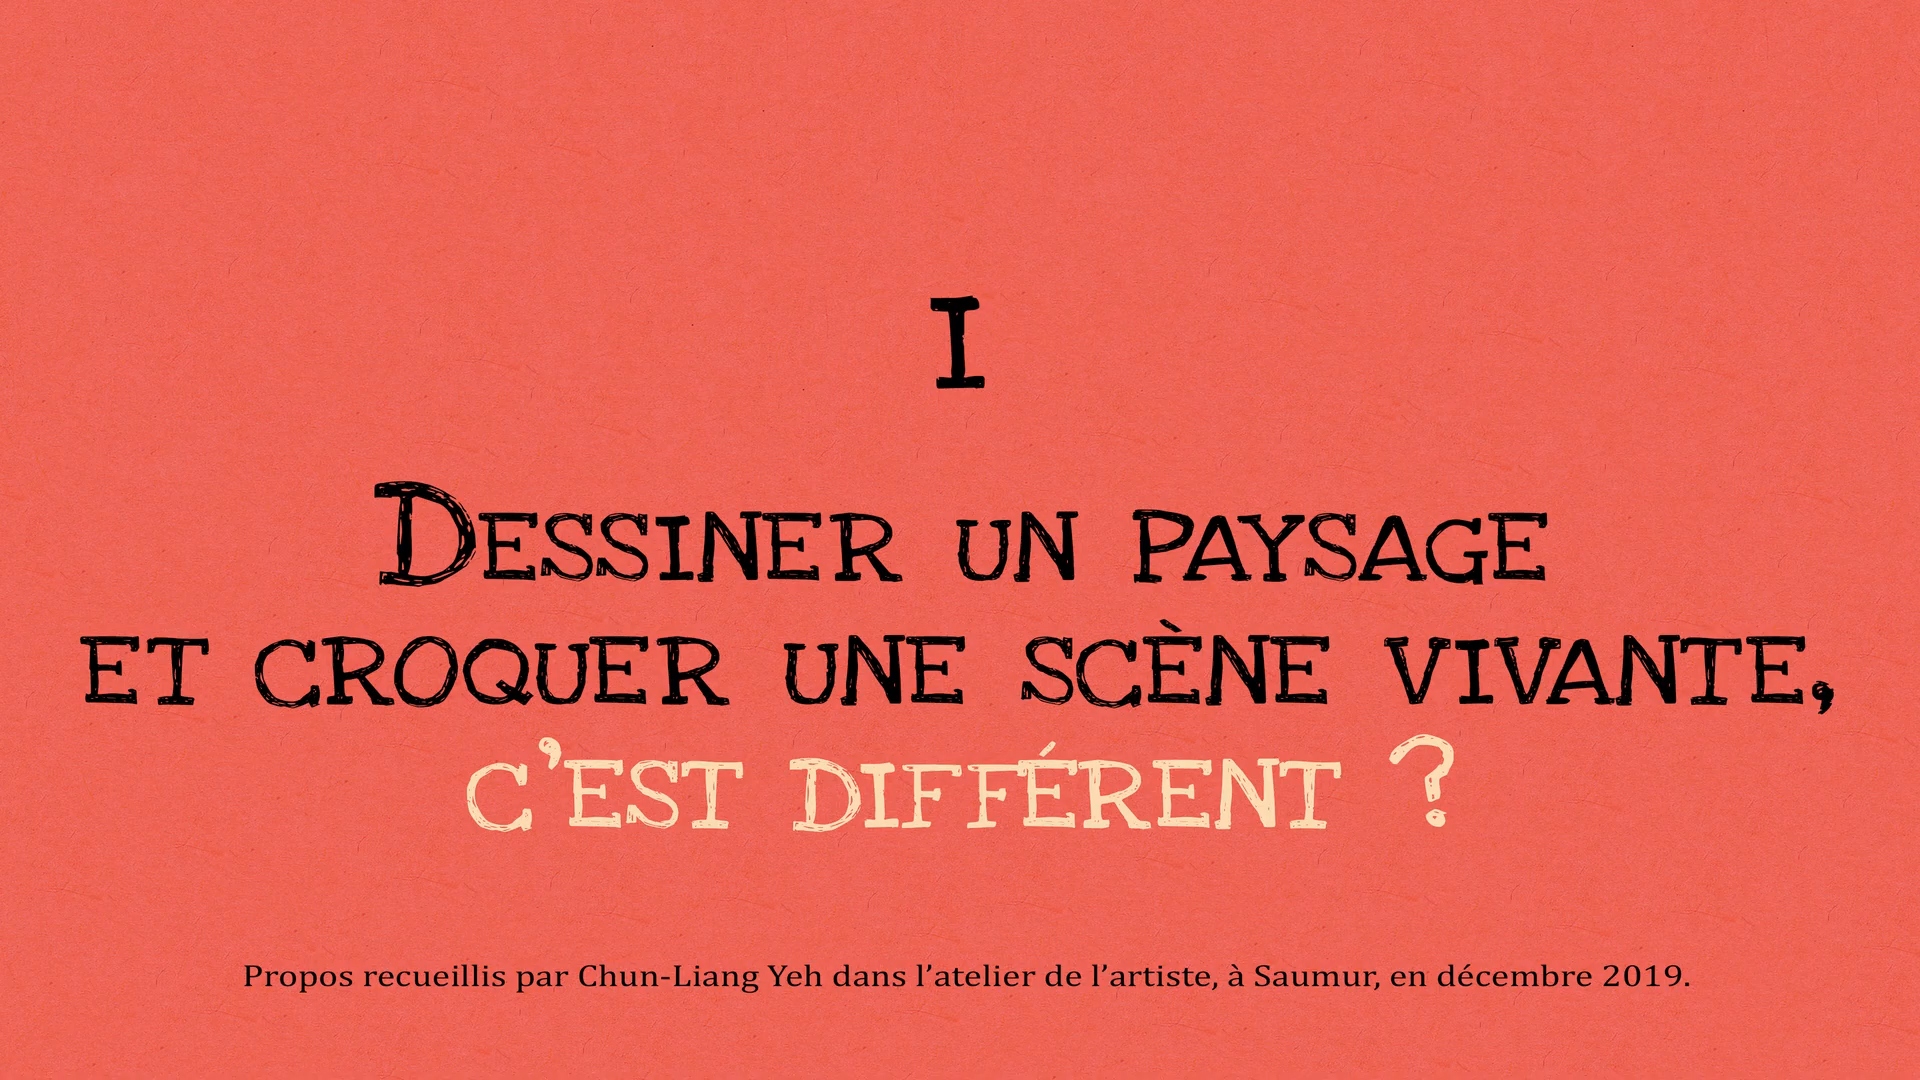 I
Dessiner un paysage
et croquer une scène vivante,
c’est différent ?
Propos recueillis par Chun-Liang Yeh dans l’atelier de l’artiste, à Saumur, en décembre 2019.